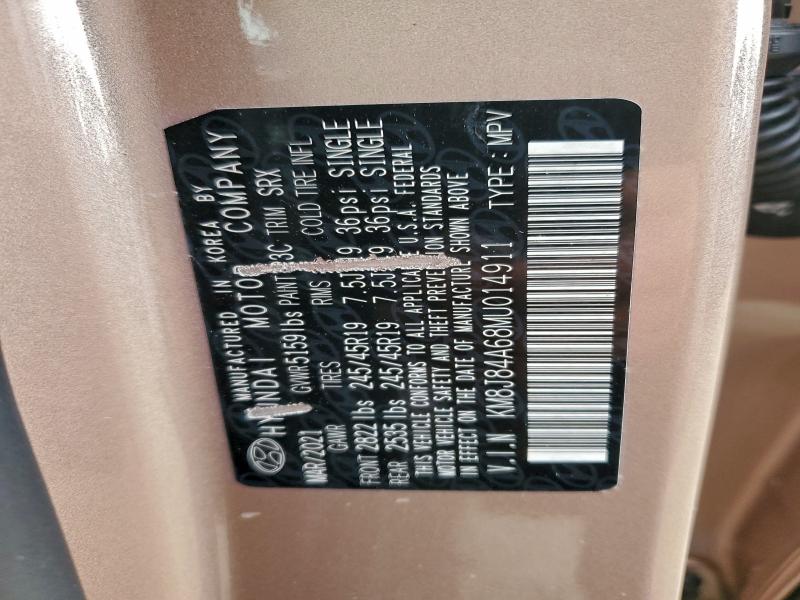 MANUFACTURED IN KOREA BY
HYUNDAI MOTOR COMPANY
MAR/2021 GVWR 5159lbs PAINT TRIM SRX
GAWR TIRES RIMS COLD TIRE INFL
FRONT 2822 lbs 245/45R19 7.5J 36psi SINGLE
REAR 2535 lbs 245/45R19 7.5J 36psi SINGLE
THIS VEHICLE CONFORMS TO ALL APPLICABLE U.S.A. FEDERAL
MOTOR VEHICLE SAFETY AND THEFT PREVENTION STANDARDS
IN EFFECT ON THE DATE OF MANUFACTURE SHOWN ABOVE
V.I.N KM8J84A68MU014911 TYPE : MPV